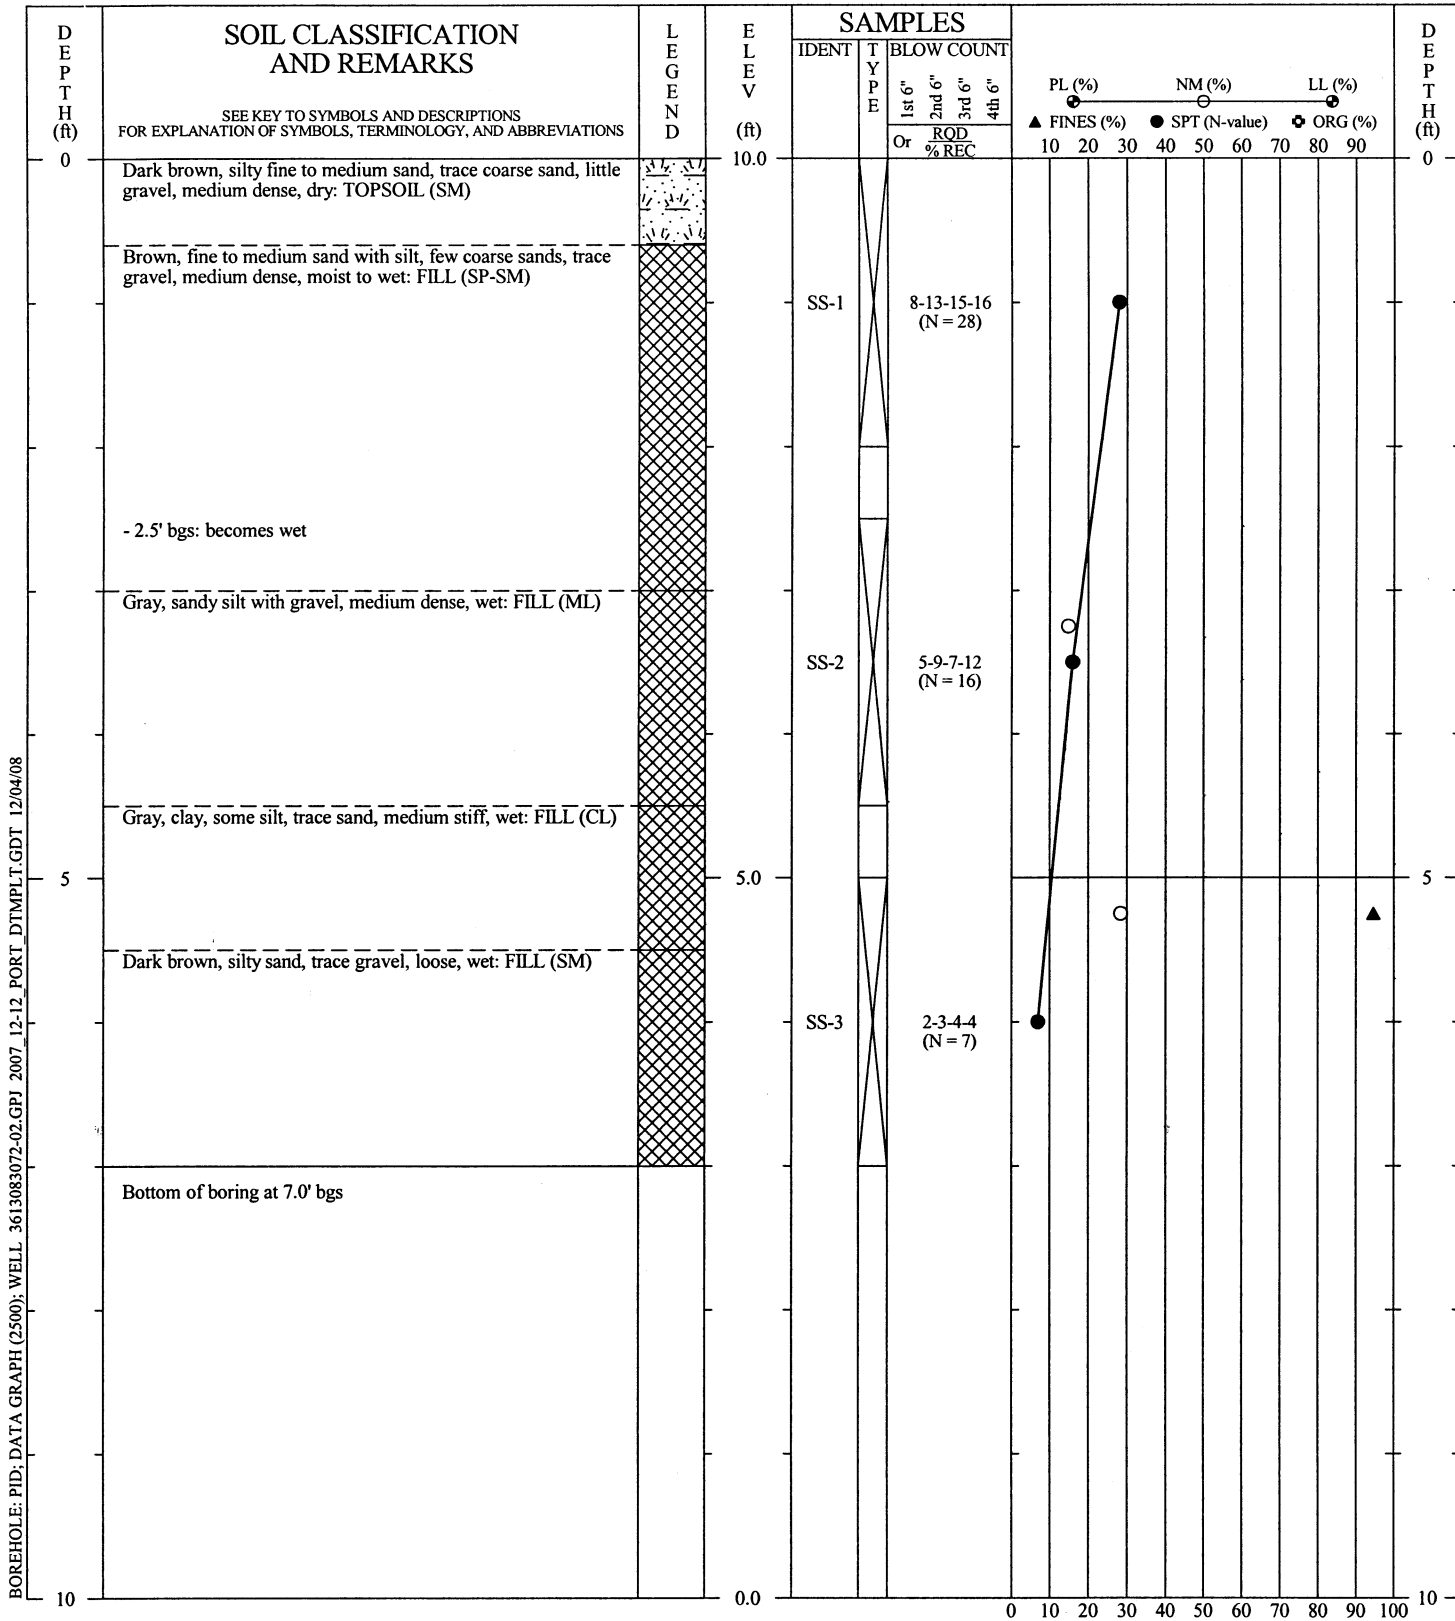 DEPTH (ft)
SOIL CLASSIFICATION
AND REMARKS
SEE KEY TO SYMBOLS AND DESCRIPTIONS
FOR EXPLANATION OF SYMBOLS, TERMINOLOGY, AND ABBREVIATIONS
LEGEND
ELEV (ft)
SAMPLES
IDENT
TYPE
BLOW COUNT
1st 6"
2nd 6"
3rd 6"
4th 6"
Or RQD
% REC
PL (%) NM (%) LL (%)
▲ FINES (%) ● SPT (N-value) ✚ ORG (%)
10 20 30 40 50 60 70 80 90
DEPTH (ft)
0
10.0
0
Dark brown, silty fine to medium sand, trace coarse sand, little
gravel, medium dense, dry: TOPSOIL (SM)
Brown, fine to medium sand with silt, few coarse sands, trace
gravel, medium dense, moist to wet: FILL (SP-SM)
SS-1
8-13-15-16
(N = 28)
- 2.5' bgs: becomes wet
Gray, sandy silt with gravel, medium dense, wet: FILL (ML)
SS-2
5-9-7-12
(N = 16)
Gray, clay, some silt, trace sand, medium stiff, wet: FILL (CL)
5
5.0
5
Dark brown, silty sand, trace gravel, loose, wet: FILL (SM)
SS-3
2-3-4-4
(N = 7)
Bottom of boring at 7.0' bgs
10
0.0
10
0 10 20 30 40 50 60 70 80 90 100
BOREHOLE: PID; DATA GRAPH (2500); WELL 3613083072-02.GPJ 2007_12-12_PORT_DTMPLT.GDT 12/04/08